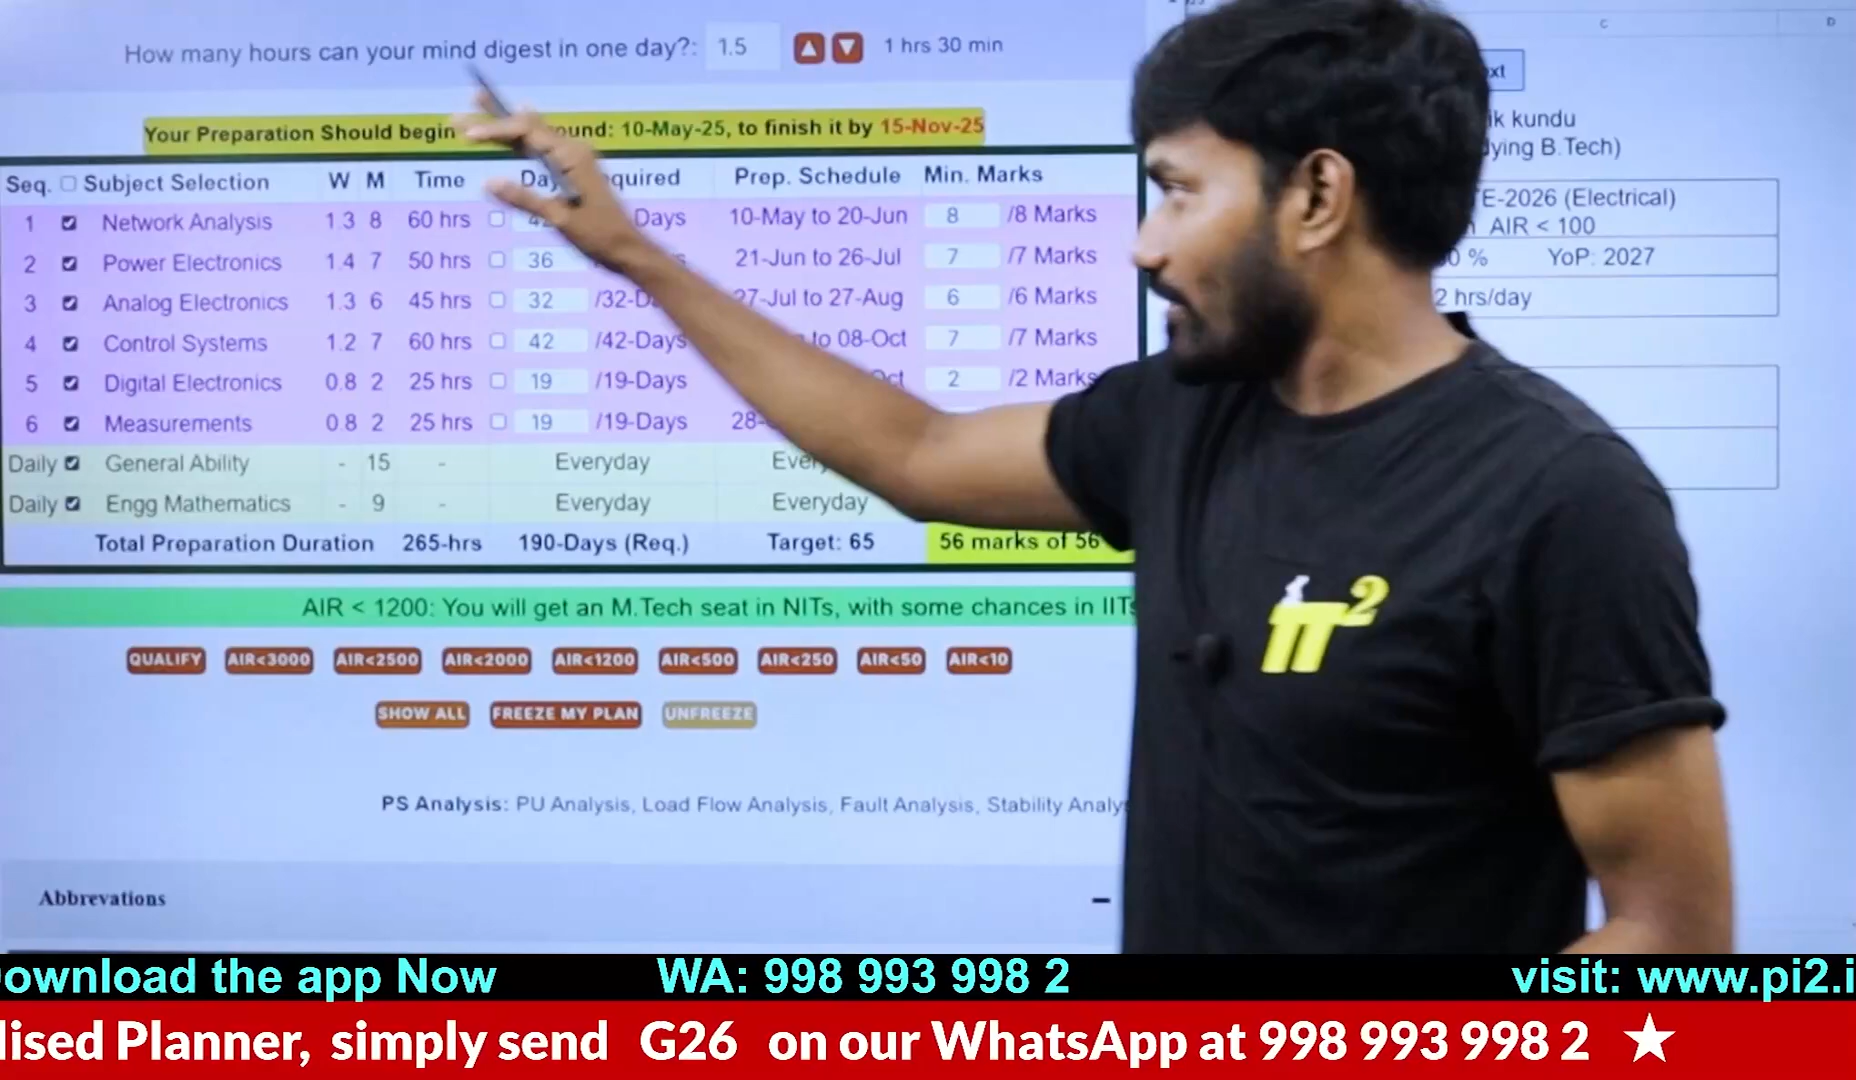 How many hours can your mind digest in one day?: 1.5 ▲ ▼ 1 hrs 30 min
Your Preparation Should begin ound: 10-May-25, to finish it by 15-Nov-25
Seq. Subject Selection W M Time Day quired Prep. Schedule Min. Marks
1 Network Analysis 1.3 8 60 hrs Days 10-May to 20-Jun 8 /8 Marks
2 Power Electronics 1.4 7 50 hrs 36 21-Jun to 26-Jul 7 /7 Marks
3 Analog Electronics 1.3 6 45 hrs 32 /32-D 27-Jul to 27-Aug 6 /6 Marks
4 Control Systems 1.2 7 60 hrs 42 /42-Days to 08-Oct 7 /7 Marks
5 Digital Electronics 0.8 2 25 hrs 19 /19-Days 2 /2 Marks
6 Measurements 0.8 2 25 hrs 19 /19-Days 28-
Daily General Ability - 15 - Everyday Every
Daily Engg Mathematics - 9 - Everyday Everyday
Total Preparation Duration 265-hrs 190-Days (Req.) Target: 65 56 marks of 56
AIR < 1200: You will get an M.Tech seat in NITs, with some chances in IITs
QUALIFY AIR<3000 AIR<2500 AIR<2000 AIR<1200 AIR<500 AIR<250 AIR<50 AIR<10
SHOW ALL FREEZE MY PLAN UNFREEZE
PS Analysis: PU Analysis, Load Flow Analysis, Fault Analysis, Stability Analys
Abbrevations
C D
xt
ik kundu
lying B.Tech)
TE-2026 (Electrical)
AIR < 100
0 % YoP: 2027
2 hrs/day
π2
ownload the app Now WA: 998 993 998 2 visit: www.pi2.i
lised Planner, simply send G26 on our WhatsApp at 998 993 998 2 ★